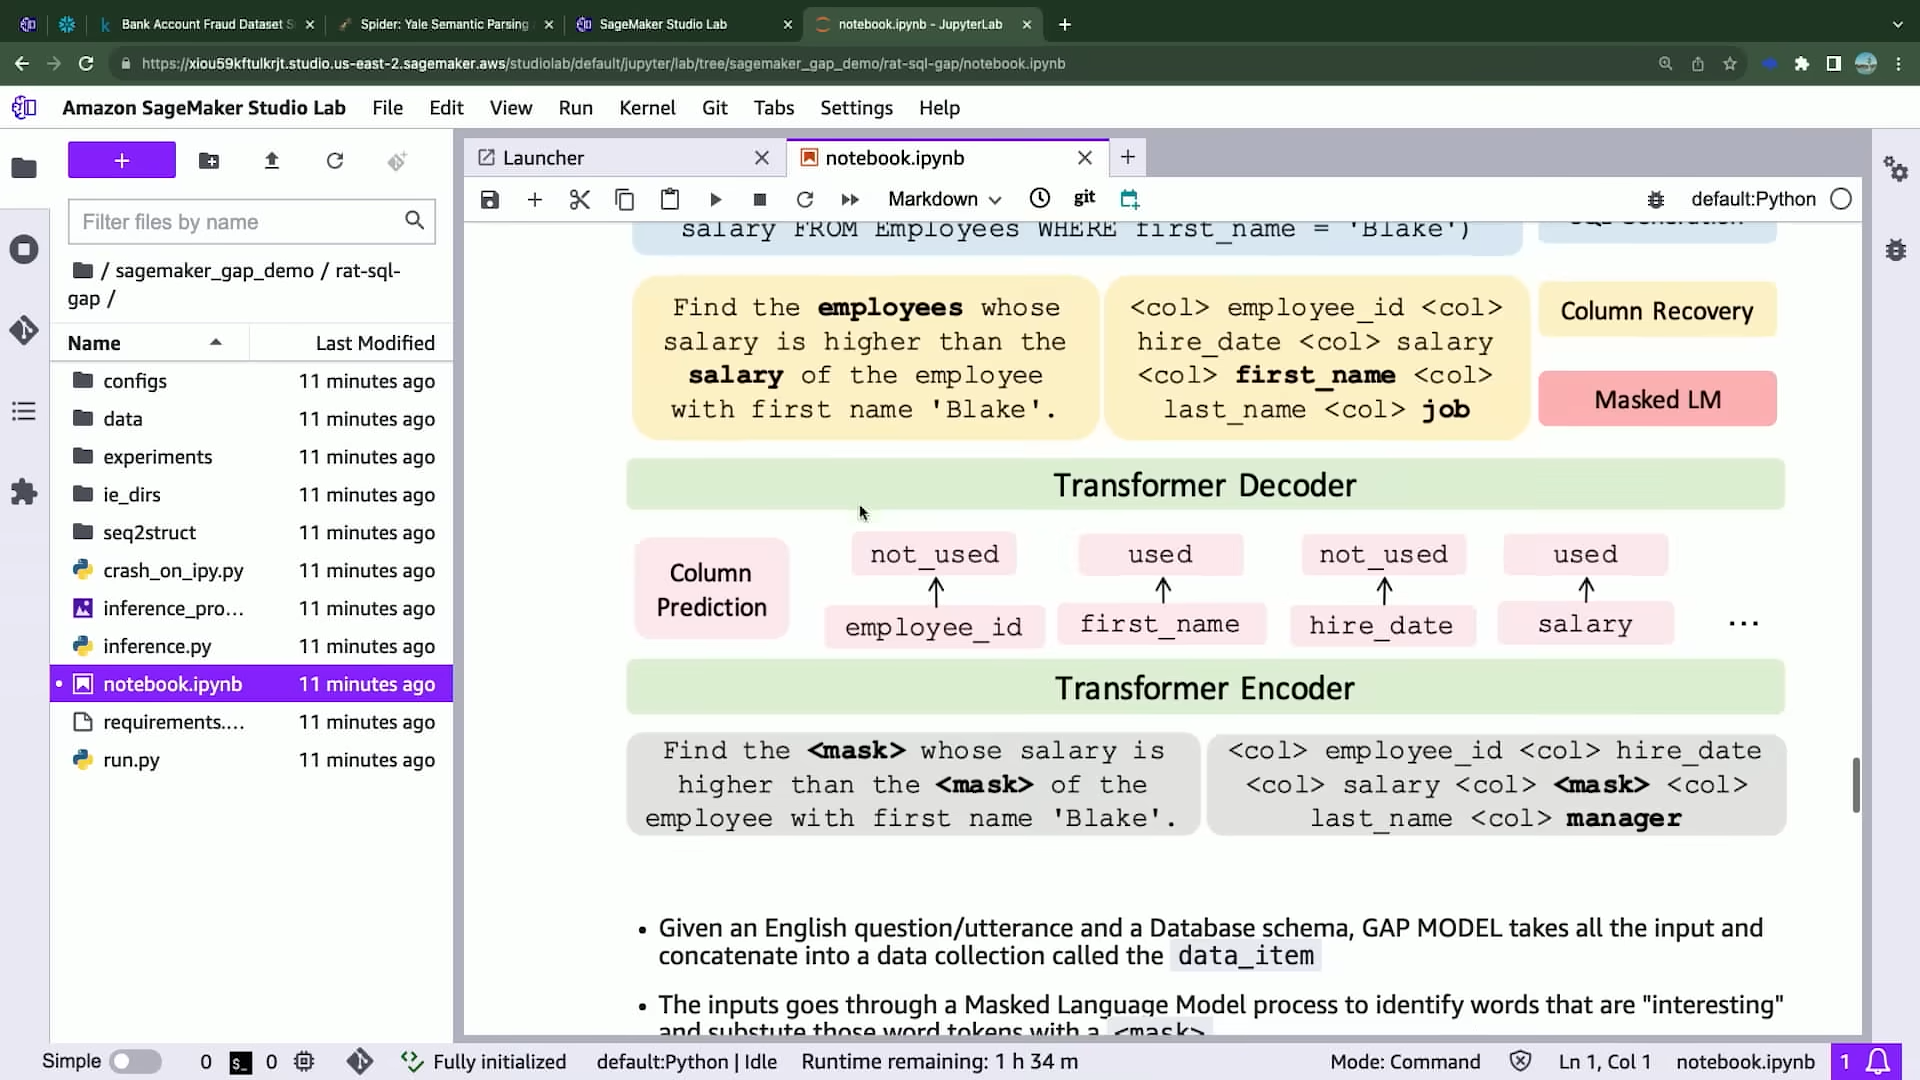 Bank Account Fraud Dataset S
Spider: Yale Semantic Parsing
SageMaker Studio Lab
notebook.ipynb - JupyterLab
https://xiou59kftulkrjt.studio.us-east-2.sagemaker.aws/studiolab/default/jupyter/lab/tree/sagemaker_gap_demo/rat-sql-gap/notebook.ipynb
Amazon SageMaker Studio Lab File Edit View Run Kernel Git Tabs Settings Help
Launcher
notebook.ipynb
Markdown
git
default:Python
Filter files by name
/ sagemaker_gap_demo / rat-sql-
gap /
Name Last Modified
configs 11 minutes ago
data 11 minutes ago
experiments 11 minutes ago
ie_dirs 11 minutes ago
seq2struct 11 minutes ago
crash_on_ipy.py 11 minutes ago
inference_pro... 11 minutes ago
inference.py 11 minutes ago
notebook.ipynb 11 minutes ago
requirements.... 11 minutes ago
run.py 11 minutes ago
salary FROM Employees WHERE first_name = 'Blake')
SQL Generation
Find the employees whose
salary is higher than the
salary of the employee
with first name 'Blake'.
<col> employee_id <col>
hire_date <col> salary
<col> first_name <col>
last_name <col> job
Column Recovery
Masked LM
Transformer Decoder
Column
Prediction
not_used used not_used used
employee_id first_name hire_date salary ...
Transformer Encoder
Find the <mask> whose salary is
higher than the <mask> of the
employee with first name 'Blake'.
<col> employee_id <col> hire_date
<col> salary <col> <mask> <col>
last_name <col> manager
• Given an English question/utterance and a Database schema, GAP MODEL takes all the input and
concatenate into a data collection called the data_item
• The inputs goes through a Masked Language Model process to identify words that are "interesting"
and substute those word tokens with a <mask>
Simple 0 $_ 0 Fully initialized default:Python | Idle Runtime remaining: 1 h 34 m Mode: Command Ln 1, Col 1 notebook.ipynb 1